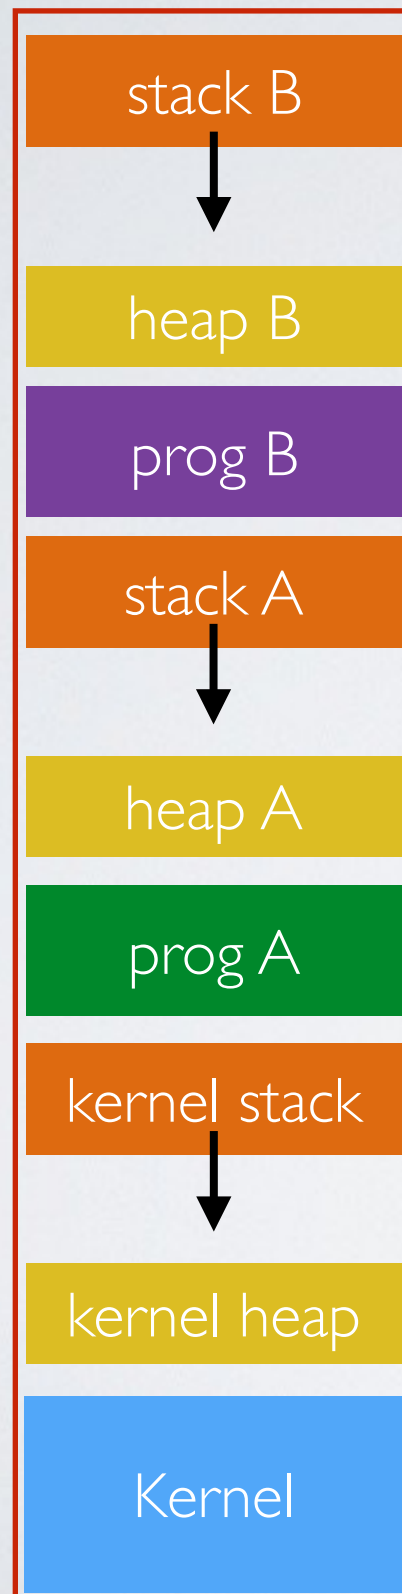 stack B
heap B
prog B
stack A
heap A
prog A
kernel stack
kernel heap
Kernel